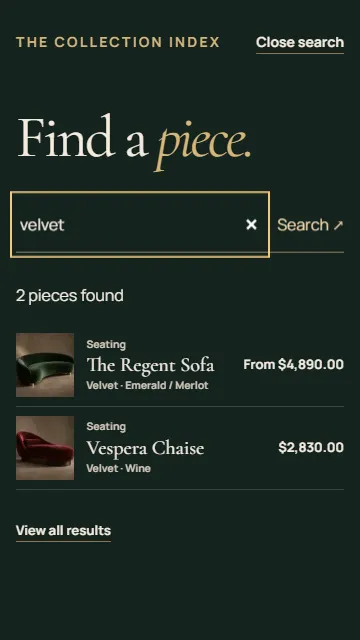 THE COLLECTION INDEX
Close search
Find a piece.
velvet
×
Search ↗
2 pieces found
Seating
The Regent Sofa
Velvet · Emerald / Merlot
From $4,890.00
Seating
Vespera Chaise
Velvet · Wine
$2,830.00
View all results